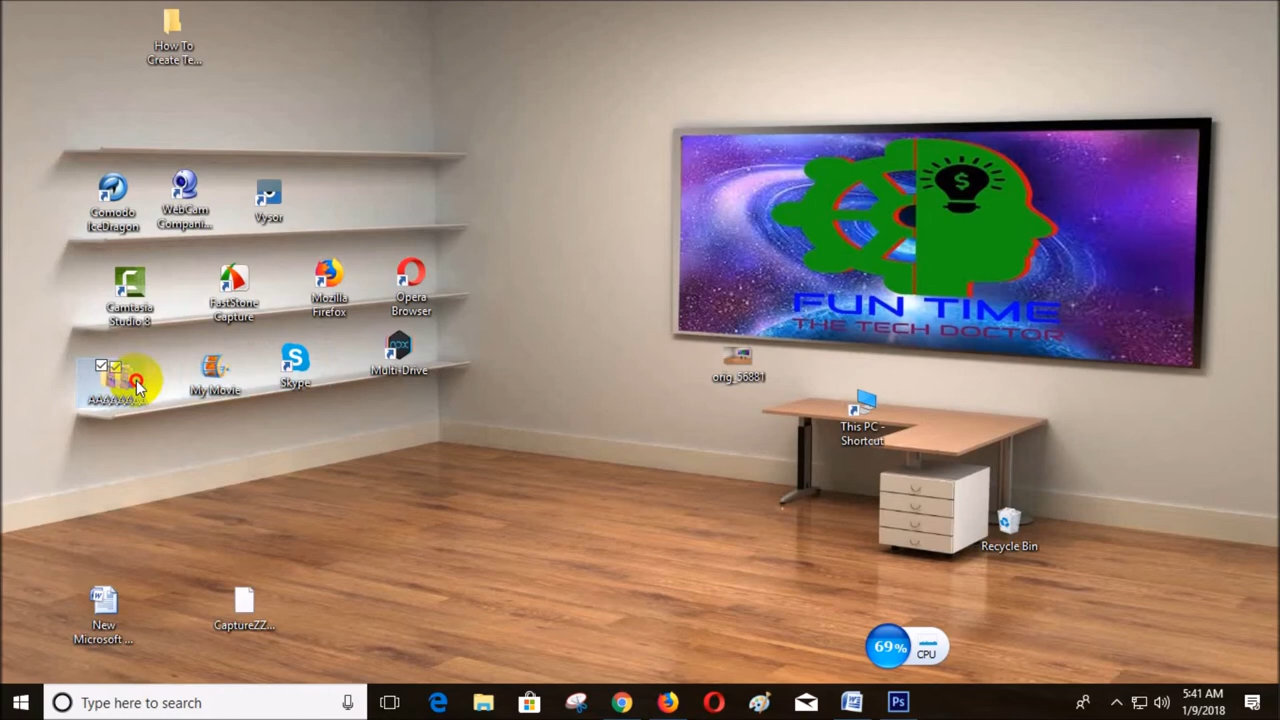 How To
Create Te...
Comodo
IceDragon
WebCam
Compani...
Vysor
Camtasia
Studio 8
FastStone
Capture
Mozilla
Firefox
Opera
Browser
My Movie
S
Skype
nox
Multi-Drive
$
FUN TIME
THE TECH DOCTOR
orig_56881
This PC -
Shortcut
Recycle Bin
New
Microsoft ...
CaptureZZ...
69%
CPU
Type here to search
Ps
5:41 AM
1/9/2018